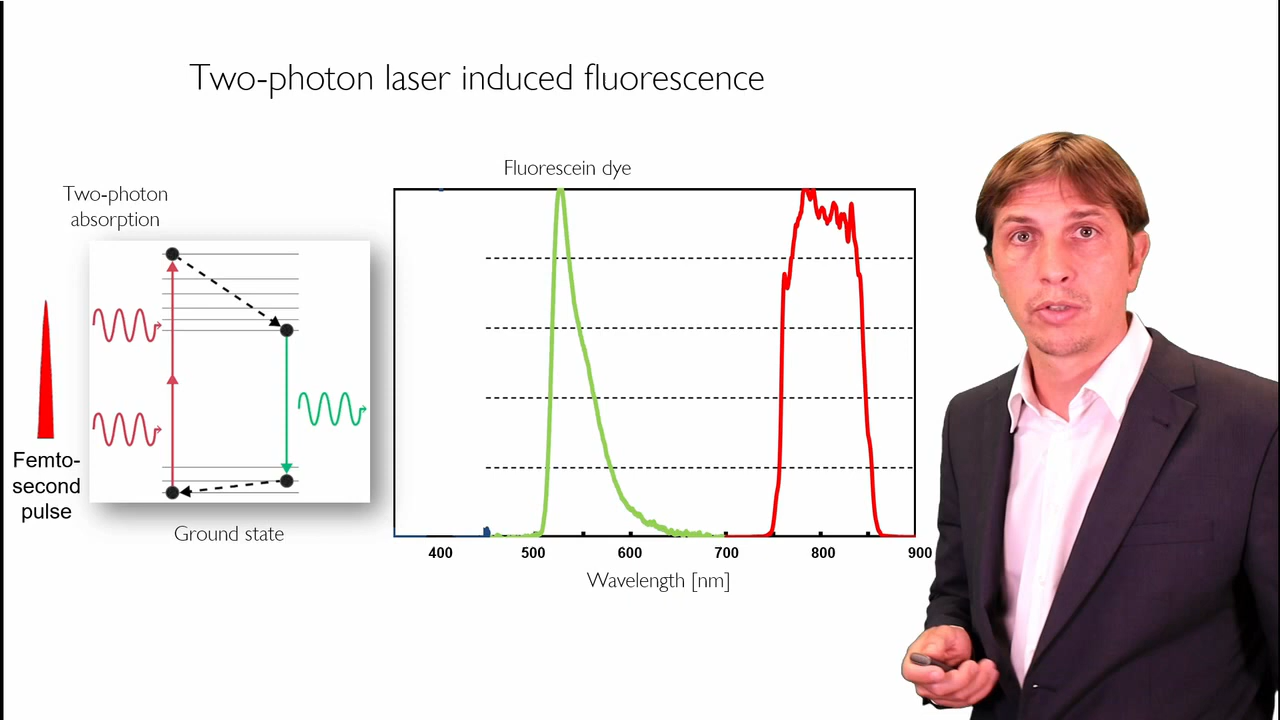 Two-photon laser induced fluorescence
Two-photon
absorption
Femto-
second
pulse
Ground state
Fluorescein dye
400 500 600 700 800 900
Wavelength [nm]